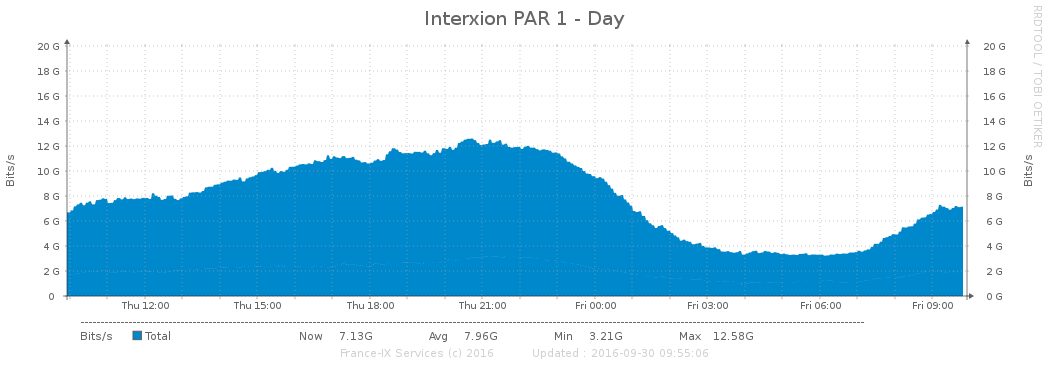 Interxion PAR 1 - Day
RRDTOOL / TOBI OETIKER
Bits/s
Bits/s
20 G 20 G
18 G 18 G
16 G 16 G
14 G 14 G
12 G 12 G
10 G 10 G
8 G 8 G
6 G 6 G
4 G 4 G
2 G 2 G
0 0 G
Thu 12:00 Thu 15:00 Thu 18:00 Thu 21:00 Fri 00:00 Fri 03:00 Fri 06:00 Fri 09:00
Bits/s Total Now 7.13G Avg 7.96G Min 3.21G Max 12.58G
France-IX Services (c) 2016 Updated : 2016-09-30 09:55:06